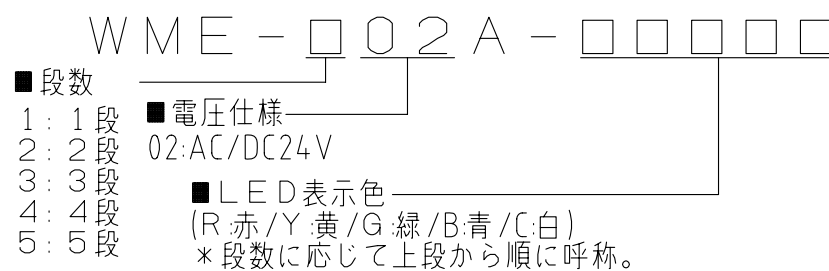 WME-□02A-□□□□□
■段数
1:1段
2:2段
3:3段
4:4段
5:5段
■電圧仕様
02:AC/DC24V
■LED表示色
(R:赤/Y:黄/G:緑/B:青/C:白)
*段数に応じて上段から順に呼称。